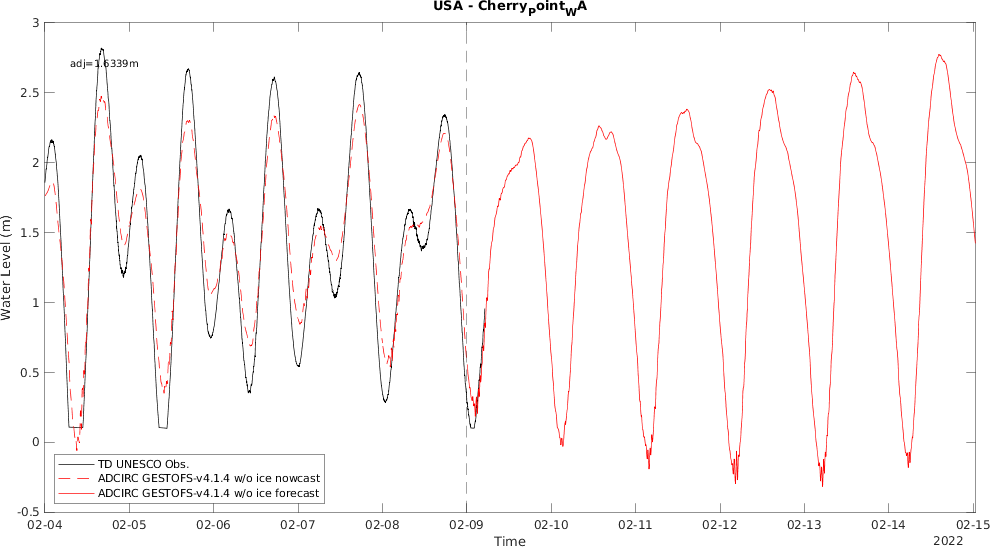 USA - CherryPointWA
adj=1.6339m
3
2.5
2
1.5
1
0.5
0
-0.5
Water Level (m)
TD UNESCO Obs.
ADCIRC GESTOFS-v4.1.4 w/o ice nowcast
ADCIRC GESTOFS-v4.1.4 w/o ice forecast
02-04 02-05 02-06 02-07 02-08 02-09 02-10 02-11 02-12 02-13 02-14 02-15
Time
2022